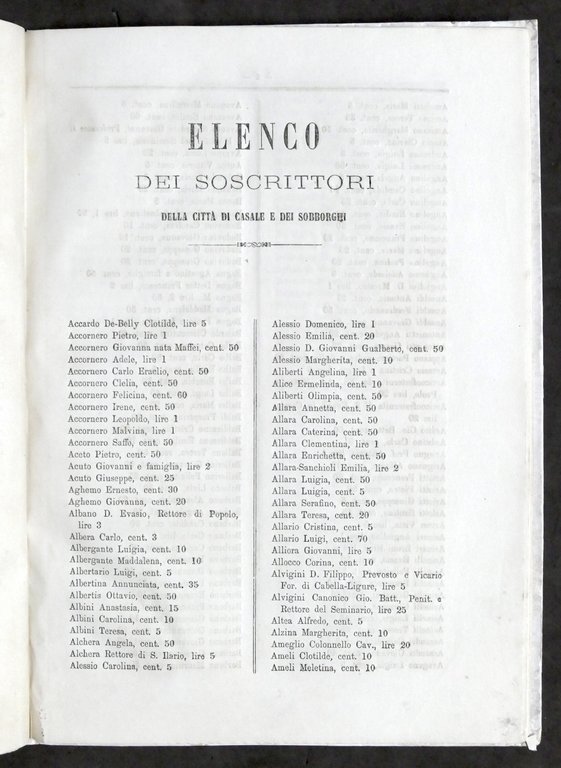 ELENCO
DEI SOSCRITTORI
DELLA CITTÀ DI CASALE E DEI SOBBORGHI
Accardo De-Belly Clotilde, lire 5
Accornero Pietro, lire 1
Accornero Giovanna nata Maffei, cent. 50
Accornero Adele, lire 1
Accornero Carlo Eraclio, cent. 50
Accornero Clelia, cent. 50
Accornero Felicina, cent. 60
Accornero Irene, cent. 50
Accornero Leopoldo, lire 1
Accornero Malvina, lire 1
Accornero Saffo, cent. 50
Aceto Pietro, cent. 50
Acuto Giovanni e famiglia, lire 2
Acuto Giuseppe, cent. 25
Aghemo Ernesto, cent. 30
Aghemo Giovanna, cent. 20
Albano D. Evasio, Rettore di Popolo,
lire 3
Albera Carlo, cent. 3
Albergante Luigia, cent. 10
Albergante Maddalena, cent. 10
Albertario Luigi, cent. 5
Albertina Annunciata, cent. 35
Albertis Ottavio, cent. 50
Albini Anastasia, cent. 15
Albini Carolina, cent. 10
Albini Teresa, cent. 5
Alchera Angela, cent. 50
Alchera Rettore di S. Ilario, lire 5
Alessio Carolina, cent. 5
Alessio Domenico, lire 1
Alessio Emilia, cent. 20
Alessio D. Giovanni Gualberto, cent. 50
Alessio Margherita, cent. 10
Aliberti Angelina, lire 1
Alice Ermelinda, cent. 10
Aliberti Olimpia, cent. 50
Allara Annetta, cent. 50
Allara Carolina, cent. 50
Allara Caterina, cent. 50
Allara Clementina, lire 1
Allara Enrichetta, cent. 50
Allara-Sanchioli Emilia, lire 2
Allara Luigia, cent. 50
Allara Luigia, cent. 5
Allara Serafino, cent. 50
Allara Teresa, cent. 20
Allario Cristina, cent. 5
Allario Luigi, cent. 70
Alliora Giovanni, lire 5
Allocco Corina, cent. 10
Alvigini D. Filippo, Prevosto e Vicario
For. di Cabella-Ligure, lire 5
Alvigini Canonico Gio. Batt., Penit. e
Rettore del Seminario, lire 25
Altea Alfredo, cent. 5
Alzina Margherita, cent. 10
Ameglio Colonnello Cav., lire 20
Ameli Clotilde, cent. 10
Ameli Meletina, cent. 10